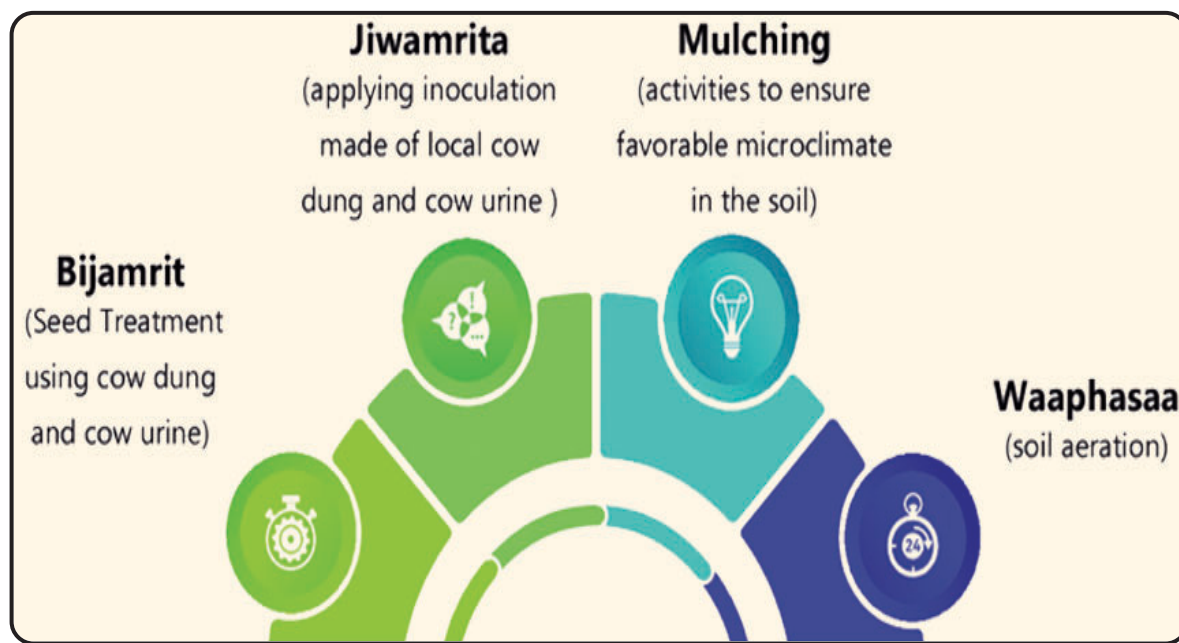 Jiwamrita
(applying inoculation
made of local cow
dung and cow urine )
Mulching
(activities to ensure
favorable microclimate
in the soil)
Bijamrit
(Seed Treatment
using cow dung
and cow urine)
Waaphasaa
(soil aeration)
?
!
...
24